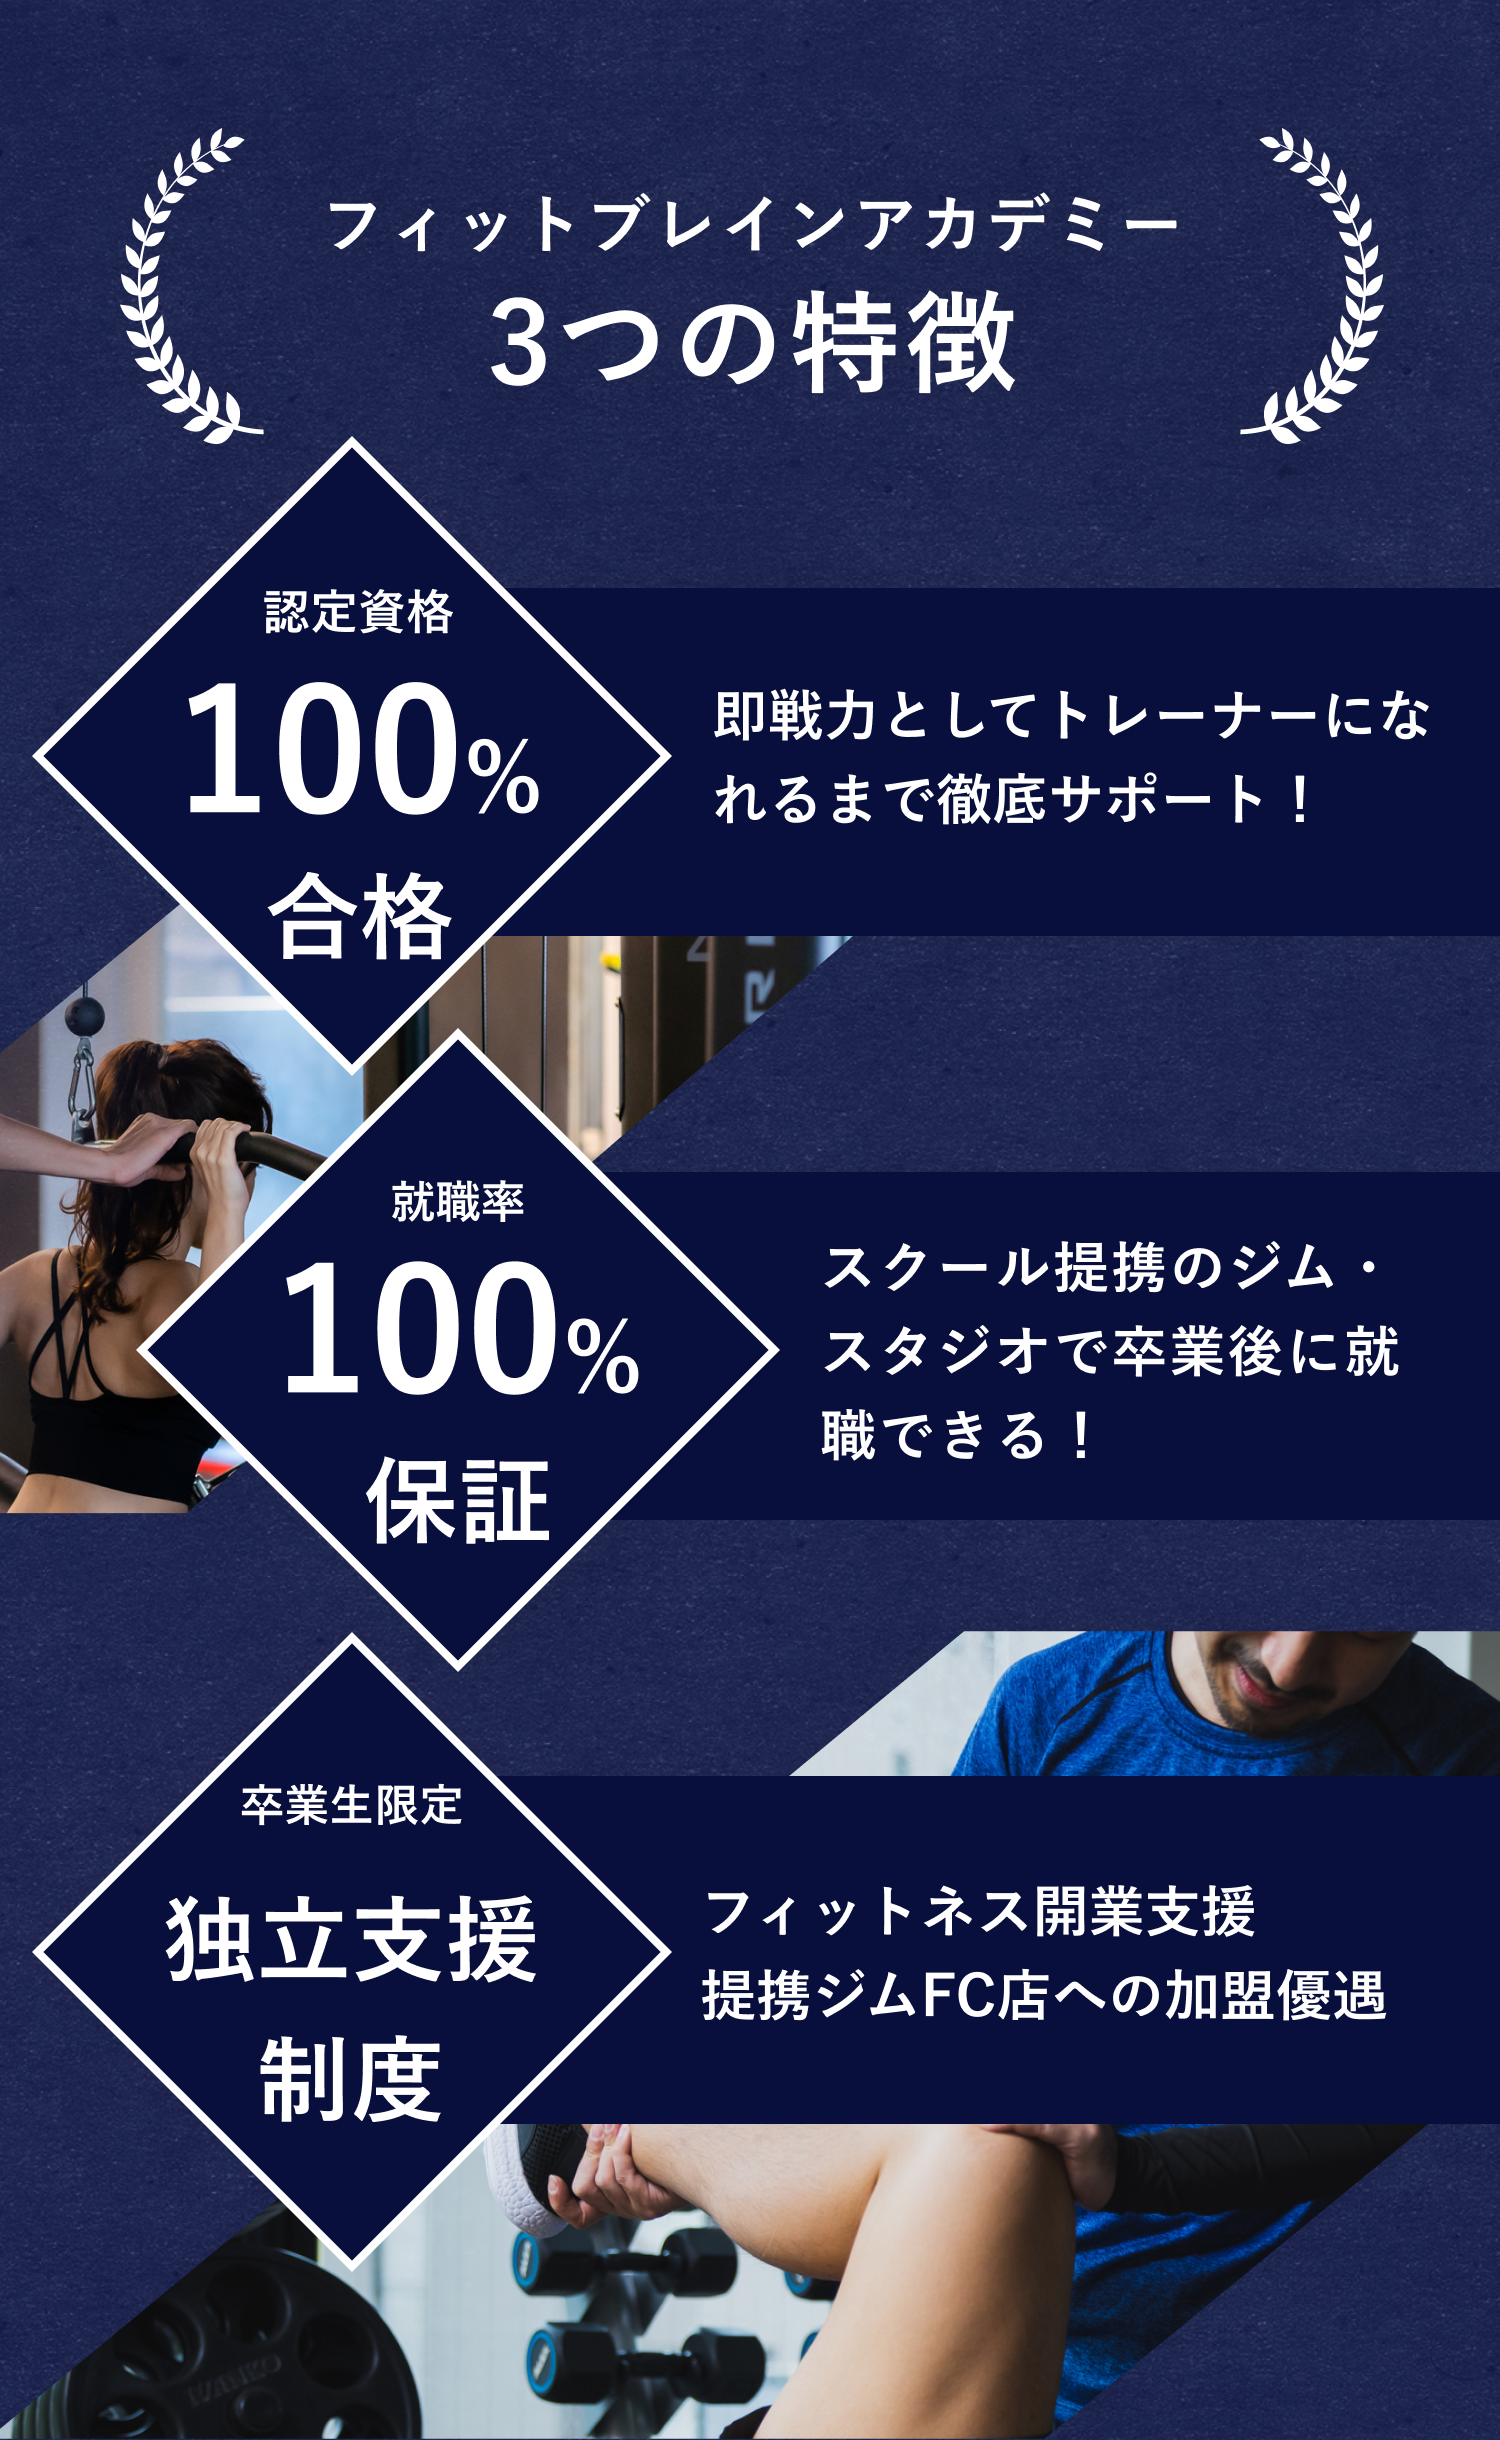 フィットブレインアカデミー
3つの特徴
認定資格
100%
合格
即戦力としてトレーナーにな
れるまで徹底サポート！
就職率
100%
保証
スクール提携のジム・
スタジオで卒業後に就
職できる！
卒業生限定
独立支援
制度
フィットネス開業支援
提携ジムFC店への加盟優遇